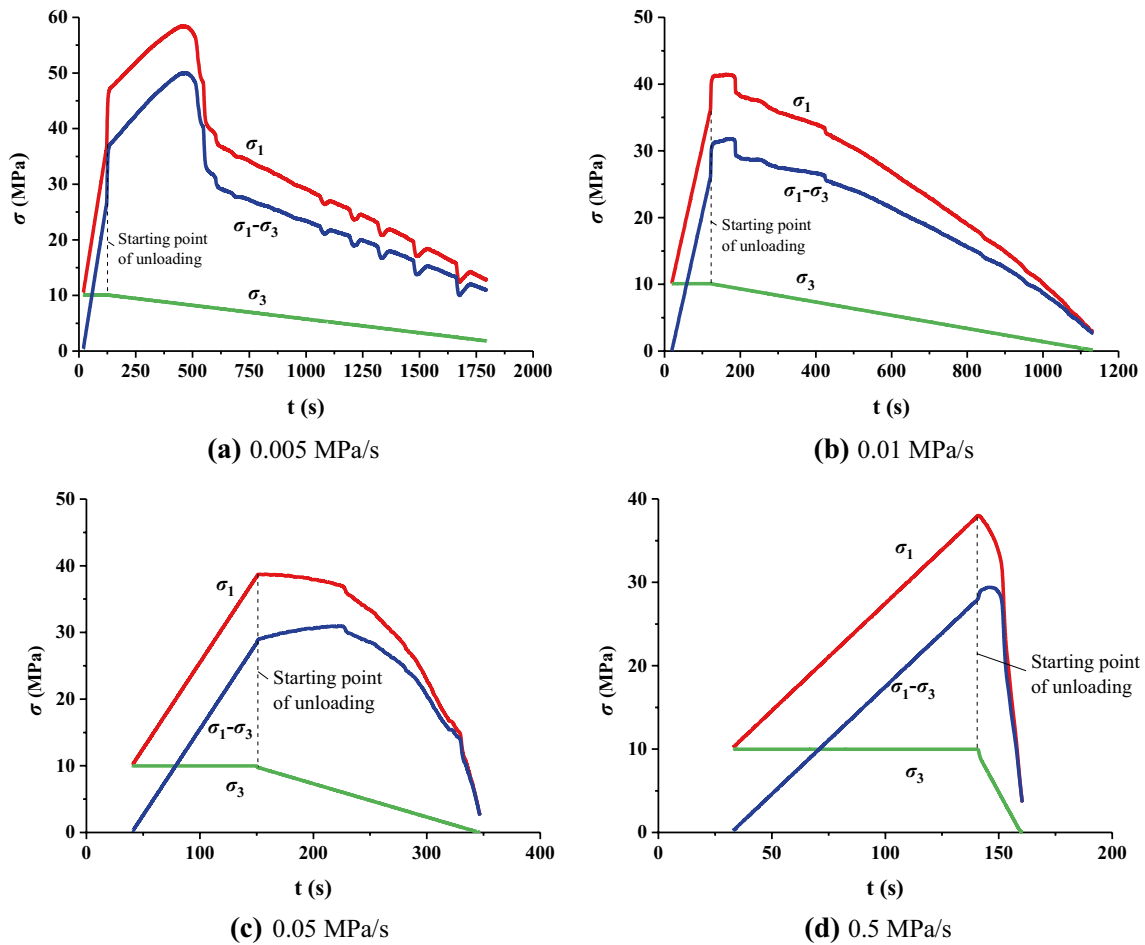 60
50
40
30
20
10
0
σ (MPa)
σ1
σ1-σ3
Starting point
of unloading
σ3
0 250 500 750 1000 1250 1500 1750 2000
t (s)
(a) 0.005 MPa/s
50
40
30
20
10
0
σ (MPa)
σ1
σ1-σ3
Starting point
of unloading
σ3
0 200 400 600 800 1000 1200
t (s)
(b) 0.01 MPa/s
50
40
30
20
10
0
σ (MPa)
σ1
Starting point
of unloading
σ1-σ3
σ3
0 100 200 300 400
t (s)
(c) 0.05 MPa/s
40
30
20
10
0
σ (MPa)
σ1
Starting point
of unloading
σ1-σ3
σ3
0 50 100 150 200
t (s)
(d) 0.5 MPa/s